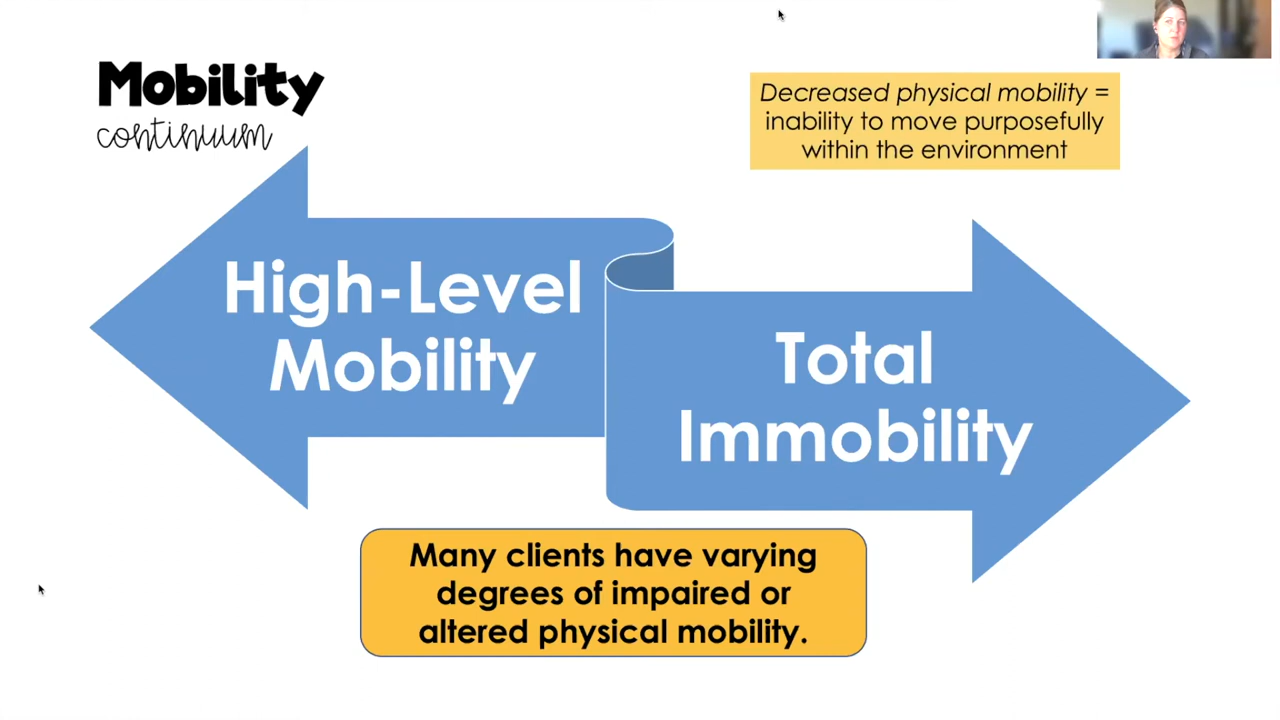 Mobility
continuum
Decreased physical mobility =
inability to move purposefully
within the environment
High-Level
Mobility
Total
Immobility
Many clients have varying
degrees of impaired or
altered physical mobility.